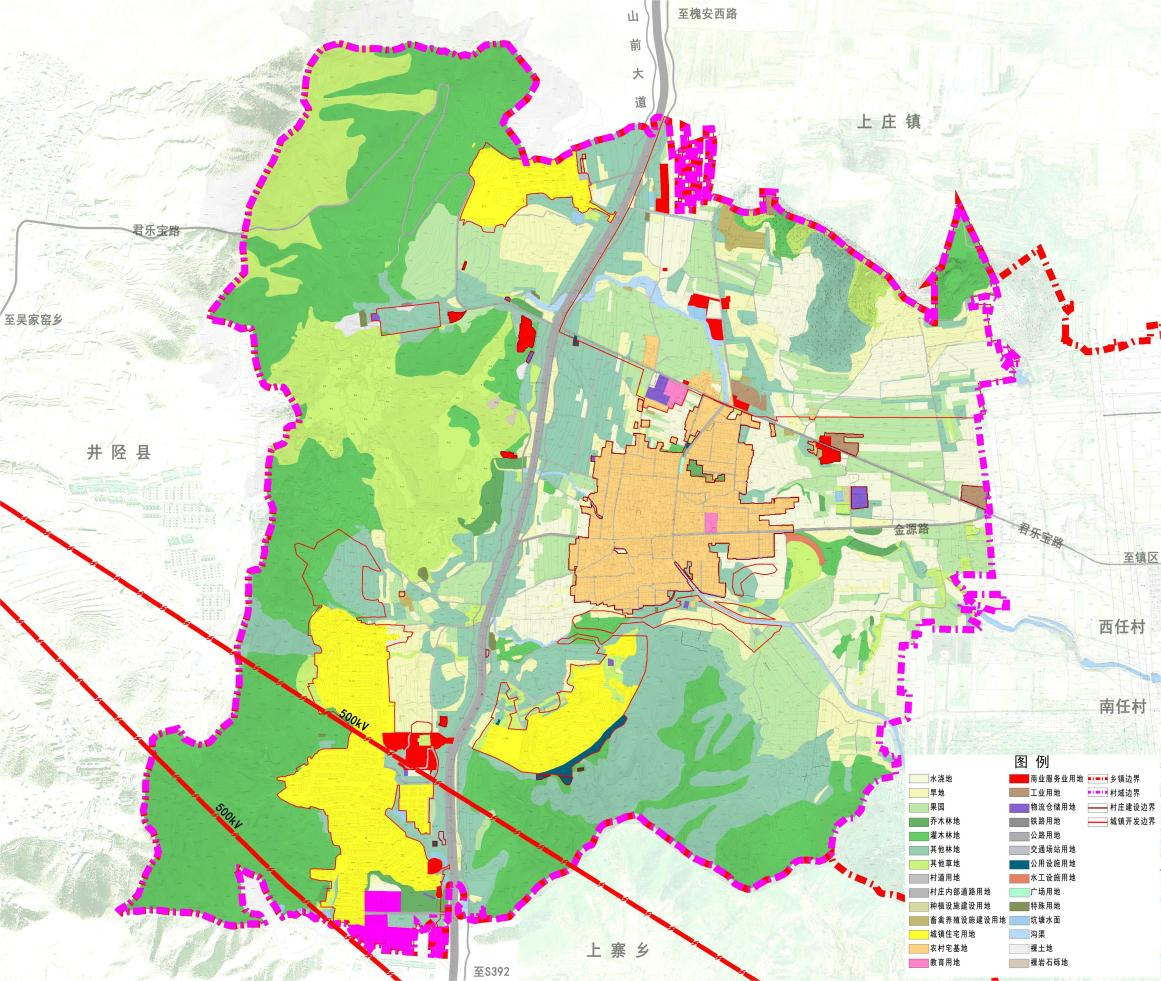 至槐安西路
山前大道
上庄镇
君乐宝路
至吴家窑乡
井陉县
金源路
君乐宝路
至镇区
西任村
南任村
500kV
500kV
上寨乡
至S392
图例
水浇地
旱地
果园
乔木林地
灌木林地
其他林地
其他草地
村道用地
村庄内部道路用地
种植设施建设用地
畜禽养殖设施建设用地
城镇住宅用地
农村宅基地
教育用地
商业服务业用地
工业用地
物流仓储用地
铁路用地
公路用地
交通场站用地
公用设施用地
水工设施用地
广场用地
特殊用地
坑塘水面
沟渠
裸土地
裸岩石砾地
乡镇边界
村域边界
村庄建设边界
城镇开发边界